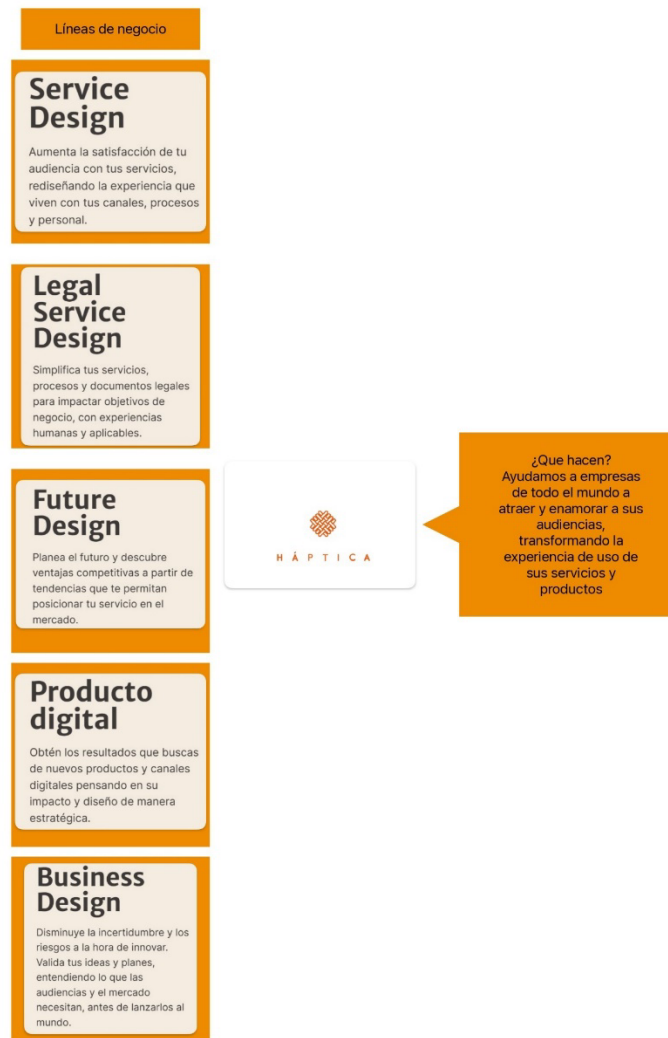 Líneas de negocio
Service
Design
Aumenta la satisfacción de tu
audiencia con tus servicios,
rediseñando la experiencia que
viven con tus canales, procesos
y personal.
Legal
Service
Design
Simplifica tus servicios,
procesos y documentos legales
para impactar objetivos de
negocio, con experiencias
humanas y aplicables.
Future
Design
Planea el futuro y descubre
ventajas competitivas a partir de
tendencias que te permitan
posicionar tu servicio en el
mercado.
Producto
digital
Obtén los resultados que buscas
de nuevos productos y canales
digitales pensando en su
impacto y diseño de manera
estratégica.
Business
Design
Disminuye la incertidumbre y los
riesgos a la hora de innovar.
Valida tus ideas y planes,
entendiendo lo que las
audiencias y el mercado
necesitan, antes de lanzarlos al
mundo.
HÁPTICA
¿Que hacen?
Ayudamos a empresas
de todo el mundo a
atraer y enamorar a sus
audiencias,
transformando la
experiencia de uso de
sus servicios y
productos